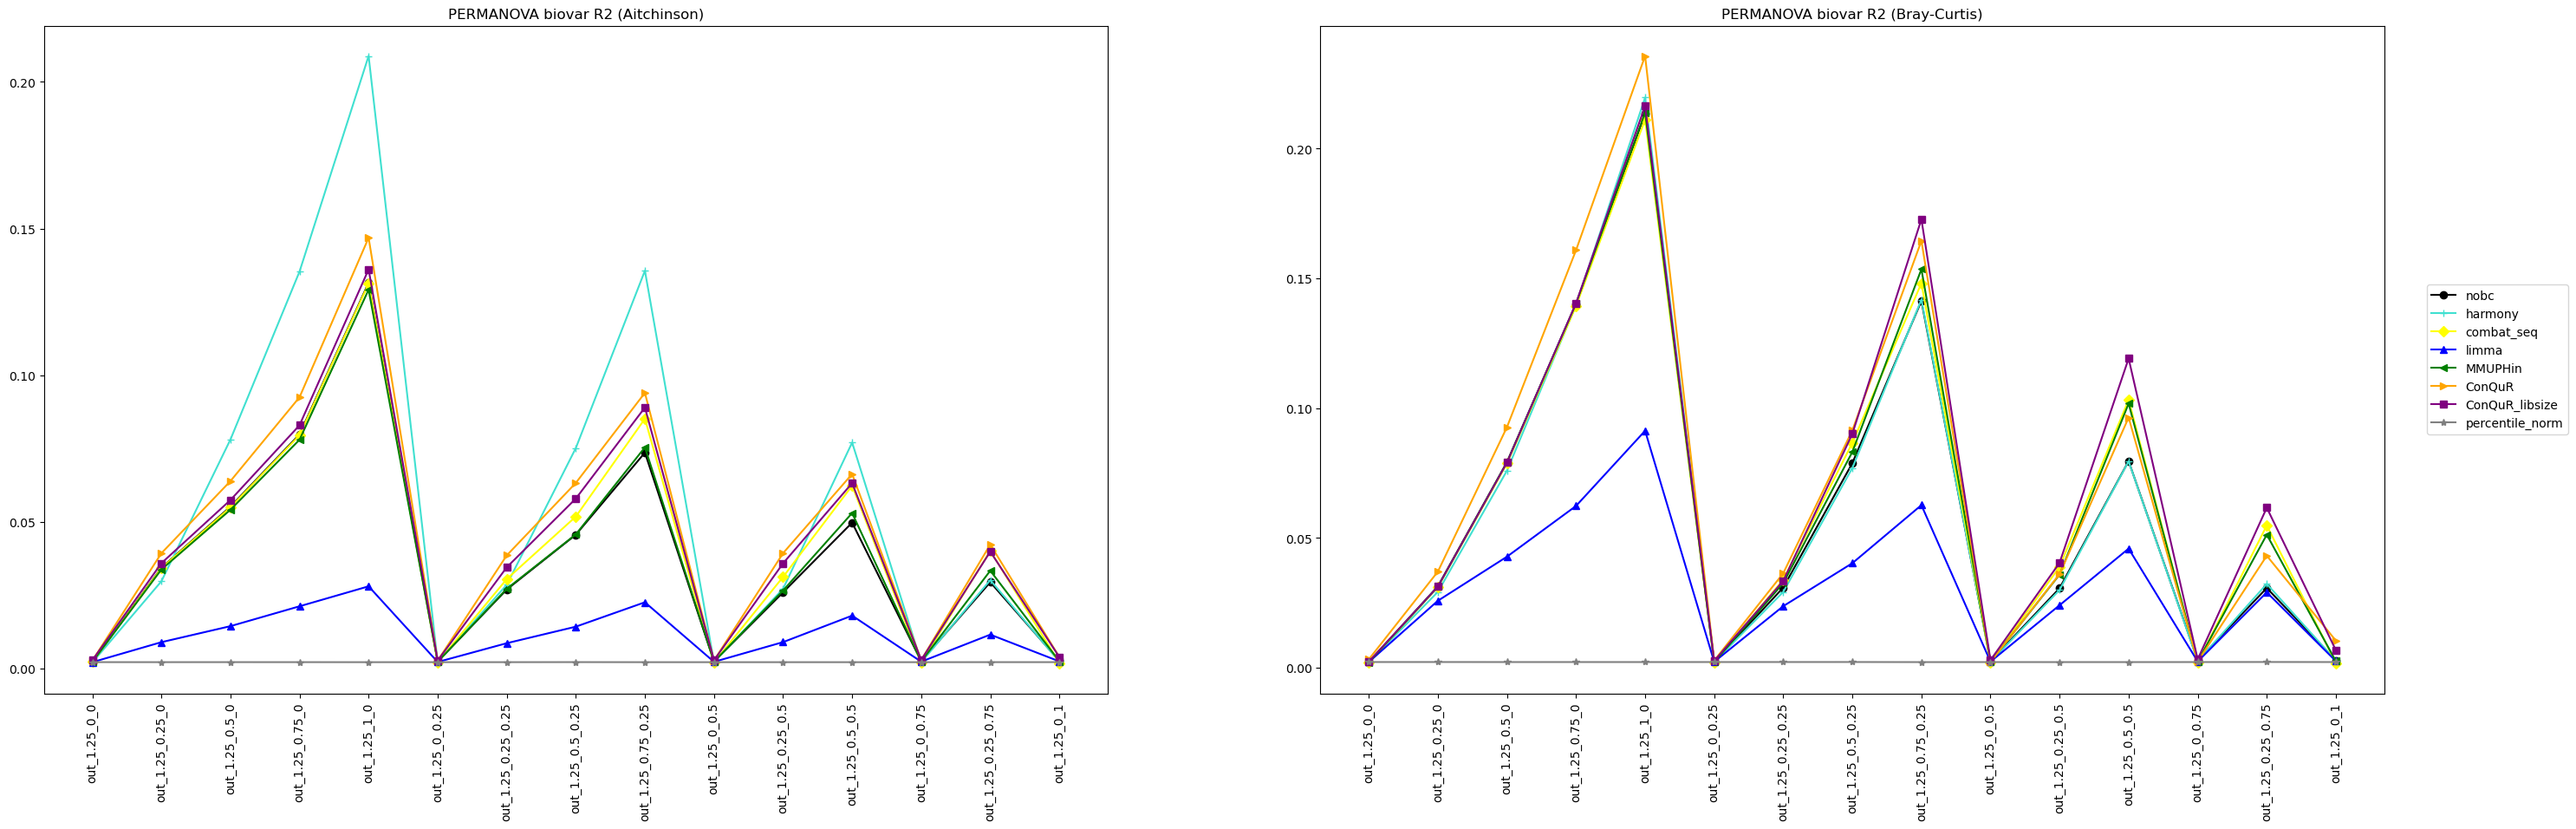 PERMANOVA biovar R2 (Aitchinson)
0.20
0.15
0.10
0.05
0.00
out_1.25_0_0
out_1.25_0.25_0
out_1.25_0.5_0
out_1.25_0.75_0
out_1.25_1_0
out_1.25_0_0.25
out_1.25_0.25_0.25
out_1.25_0.5_0.25
out_1.25_0.75_0.25
out_1.25_0_0.5
out_1.25_0.25_0.5
out_1.25_0.5_0.5
out_1.25_0_0.75
out_1.25_0.25_0.75
out_1.25_0_1
PERMANOVA biovar R2 (Bray-Curtis)
0.20
0.15
0.10
0.05
0.00
out_1.25_0_0
out_1.25_0.25_0
out_1.25_0.5_0
out_1.25_0.75_0
out_1.25_1_0
out_1.25_0_0.25
out_1.25_0.25_0.25
out_1.25_0.5_0.25
out_1.25_0.75_0.25
out_1.25_0_0.5
out_1.25_0.25_0.5
out_1.25_0.5_0.5
out_1.25_0_0.75
out_1.25_0.25_0.75
out_1.25_0_1
nobc
harmony
combat_seq
limma
MMUPHin
ConQuR
ConQuR_libsize
percentile_norm